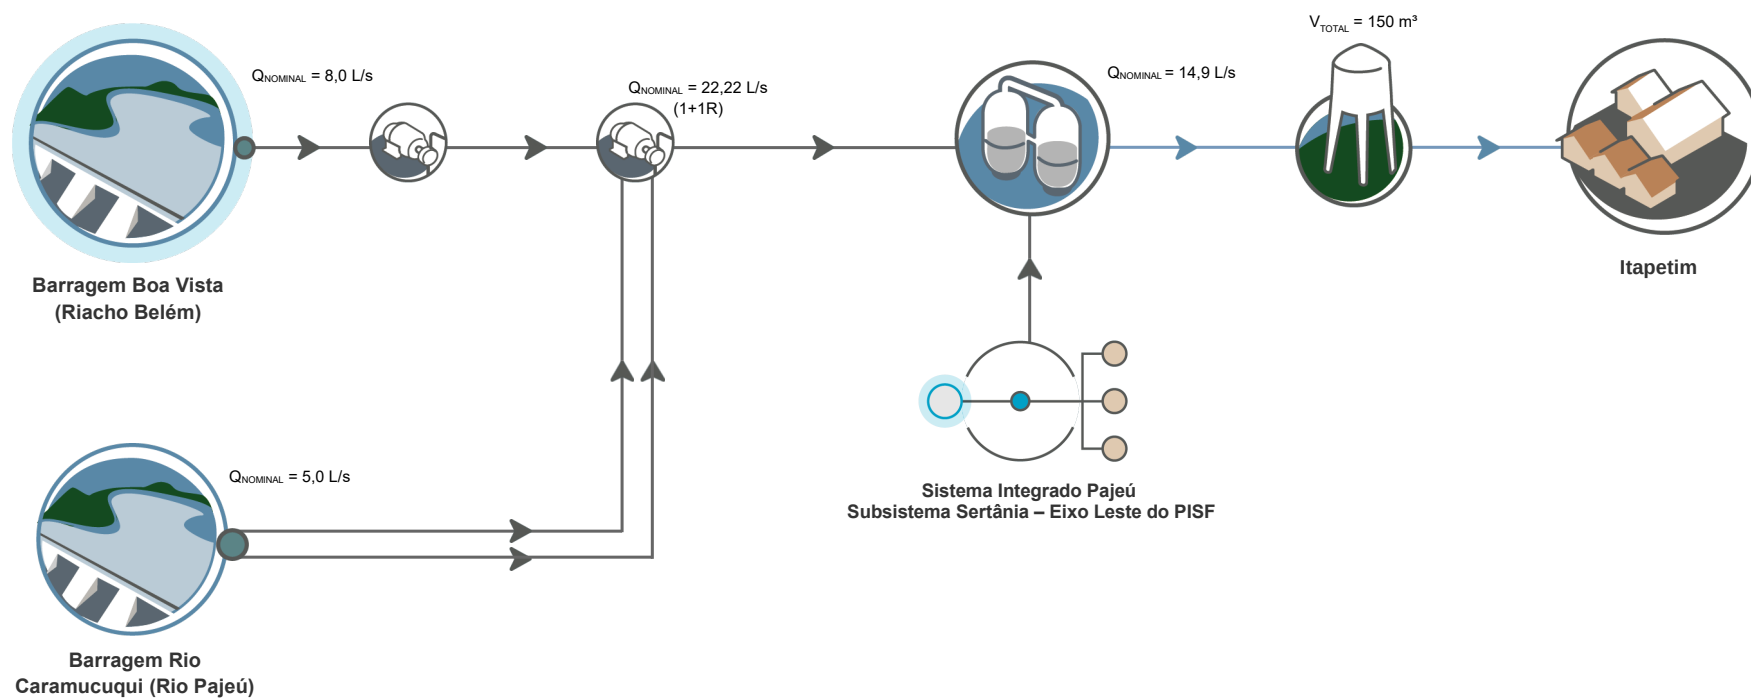 V_TOTAL = 150 m³
Q_NOMINAL = 8,0 L/s
Q_NOMINAL = 22,22 L/s
(1+1R)
Q_NOMINAL = 14,9 L/s
Barragem Boa Vista
(Riacho Belém)
Itapetim
Q_NOMINAL = 5,0 L/s
Sistema Integrado Pajeú
Subsistema Sertânia – Eixo Leste do PISF
Barragem Rio
Caramucuqui (Rio Pajeú)